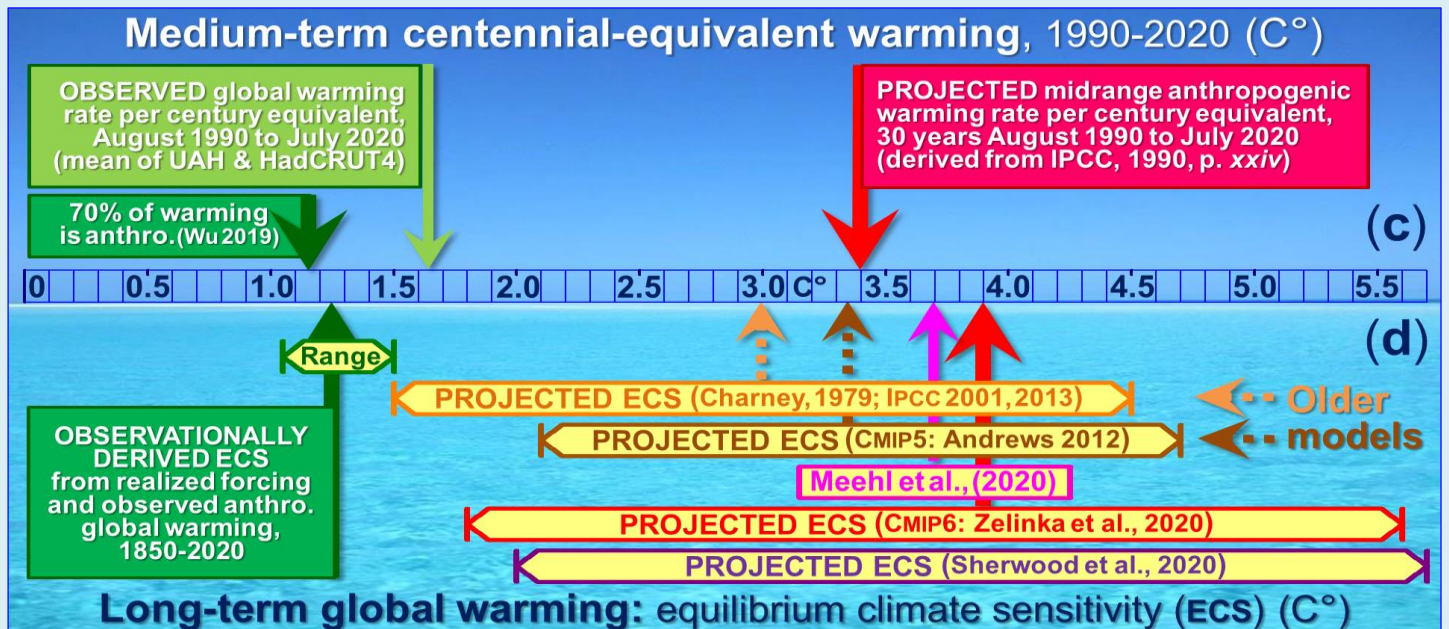 Medium-term centennial-equivalent warming, 1990-2020 (C°)
OBSERVED global warming
rate per century equivalent,
August 1990 to July 2020
(mean of UAH & HadCRUT4)
PROJECTED midrange anthropogenic
warming rate per century equivalent,
30 years August 1990 to July 2020
(derived from IPCC, 1990, p. xxiv)
70% of warming
is anthro. (Wu 2019)
(c)
0 0.5 1.0 1.5 2.0 2.5 3.0 C° 3.5 4.0 4.5 5.0 5.5
(d)
Range
PROJECTED ECS (Charney, 1979; IPCC 2001, 2013)
Older
models
PROJECTED ECS (CMIP5: Andrews 2012)
OBSERVATIONALLY
DERIVED ECS
from realized forcing
and observed anthro.
global warming,
1850-2020
Meehl et al., (2020)
PROJECTED ECS (CMIP6: Zelinka et al., 2020)
PROJECTED ECS (Sherwood et al., 2020)
Long-term global warming: equilibrium climate sensitivity (ECS) (C°)